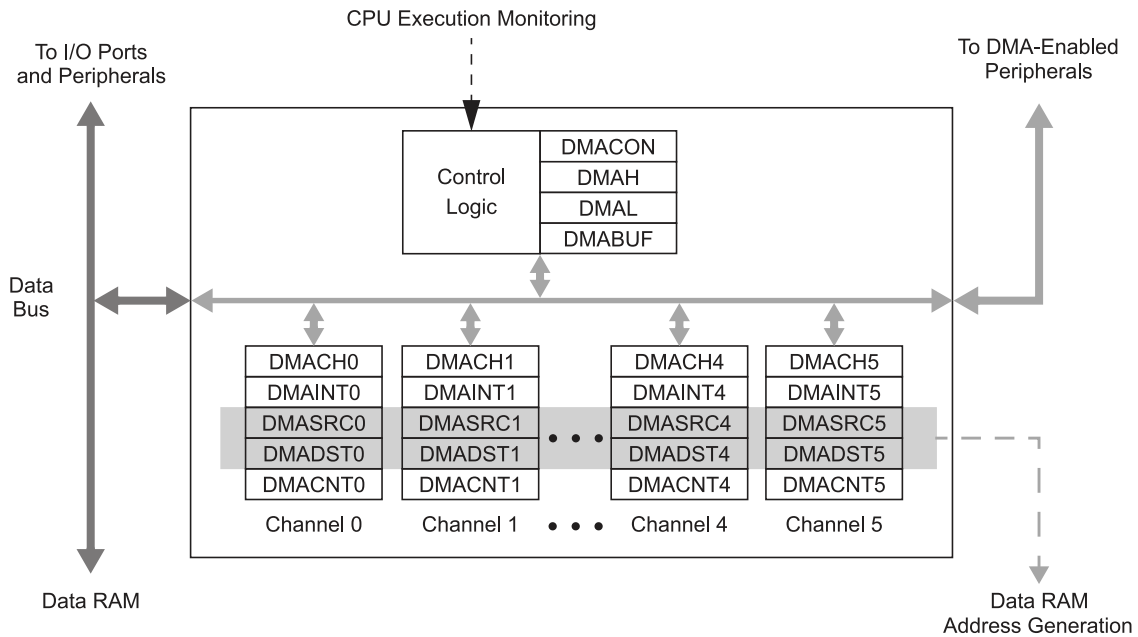 CPU Execution Monitoring
To I/O Ports
and Peripherals
To DMA-Enabled
Peripherals
Control
Logic
DMACON
DMAH
DMAL
DMABUF
Data
Bus
DMACH0
DMAINT0
DMASRC0
DMADST0
DMACNT0
Channel 0
DMACH1
DMAINT1
DMASRC1
DMADST1
DMACNT1
Channel 1
DMACH4
DMAINT4
DMASRC4
DMADST4
DMACNT4
Channel 4
DMACH5
DMAINT5
DMASRC5
DMADST5
DMACNT5
Channel 5
Data RAM
Data RAM
Address Generation